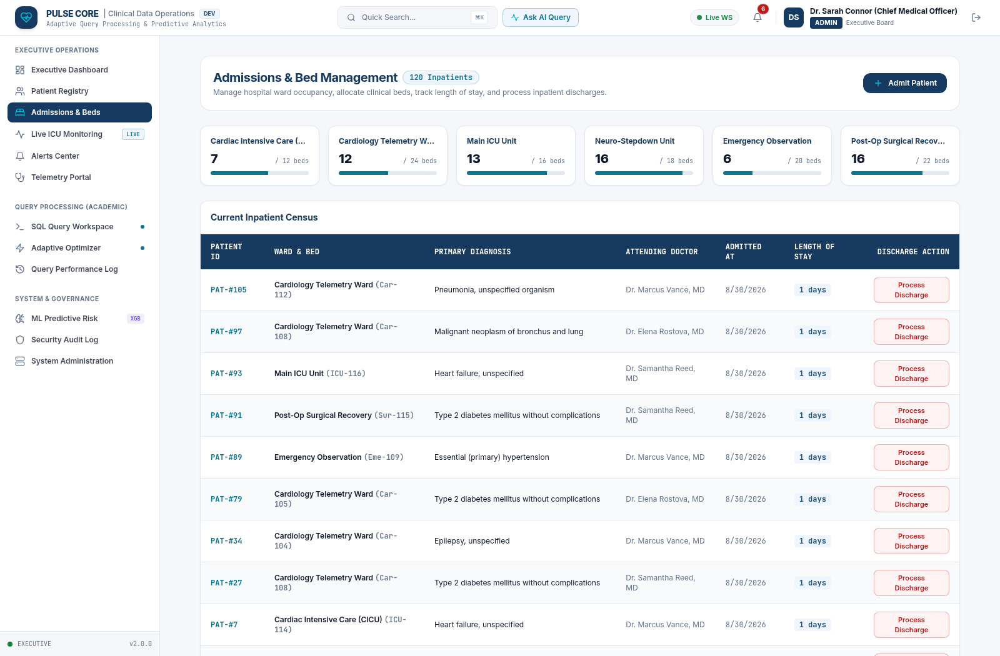 PULSE CORE | Clinical Data Operations DEV
Adaptive Query Processing & Predictive Analytics
Quick Search... ⌘K
Ask AI Query
Live WS
6
DS
Dr. Sarah Connor (Chief Medical Officer)
ADMIN Executive Board
EXECUTIVE OPERATIONS
Executive Dashboard
Patient Registry
Admissions & Beds
Live ICU Monitoring LIVE
Alerts Center
Telemetry Portal
QUERY PROCESSING (ACADEMIC)
SQL Query Workspace
Adaptive Optimizer
Query Performance Log
SYSTEM & GOVERNANCE
ML Predictive Risk XGB
Security Audit Log
System Administration
EXECUTIVE v2.0.0
Admissions & Bed Management 120 Inpatients
Manage hospital ward occupancy, allocate clinical beds, track length of stay, and process inpatient discharges.
Admit Patient
Cardiac Intensive Care (...
7 / 12 beds
Cardiology Telemetry W...
12 / 24 beds
Main ICU Unit
13 / 16 beds
Neuro-Stepdown Unit
16 / 18 beds
Emergency Observation
6 / 20 beds
Post-Op Surgical Recov...
16 / 22 beds
Current Inpatient Census
PATIENT ID WARD & BED PRIMARY DIAGNOSIS ATTENDING DOCTOR ADMITTED AT LENGTH OF STAY DISCHARGE ACTION
PAT-#105 Cardiology Telemetry Ward (Car-112) Pneumonia, unspecified organism Dr. Marcus Vance, MD 8/30/2026 1 days Process Discharge
PAT-#97 Cardiology Telemetry Ward (Car-108) Malignant neoplasm of bronchus and lung Dr. Elena Rostova, MD 8/30/2026 1 days Process Discharge
PAT-#93 Main ICU Unit (ICU-116) Heart failure, unspecified Dr. Samantha Reed, MD 8/30/2026 1 days Process Discharge
PAT-#91 Post-Op Surgical Recovery (Sur-115) Type 2 diabetes mellitus without complications Dr. Samantha Reed, MD 8/30/2026 1 days Process Discharge
PAT-#89 Emergency Observation (Eme-109) Essential (primary) hypertension Dr. Marcus Vance, MD 8/30/2026 1 days Process Discharge
PAT-#79 Cardiology Telemetry Ward (Car-105) Type 2 diabetes mellitus without complications Dr. Elena Rostova, MD 8/30/2026 1 days Process Discharge
PAT-#34 Cardiology Telemetry Ward (Car-104) Epilepsy, unspecified Dr. Marcus Vance, MD 8/30/2026 1 days Process Discharge
PAT-#27 Cardiology Telemetry Ward (Car-108) Type 2 diabetes mellitus without complications Dr. Samantha Reed, MD 8/30/2026 1 days Process Discharge
PAT-#7 Cardiac Intensive Care (CICU) (ICU-114) Heart failure, unspecified Dr. Marcus Vance, MD 8/30/2026 1 days Process Discharge